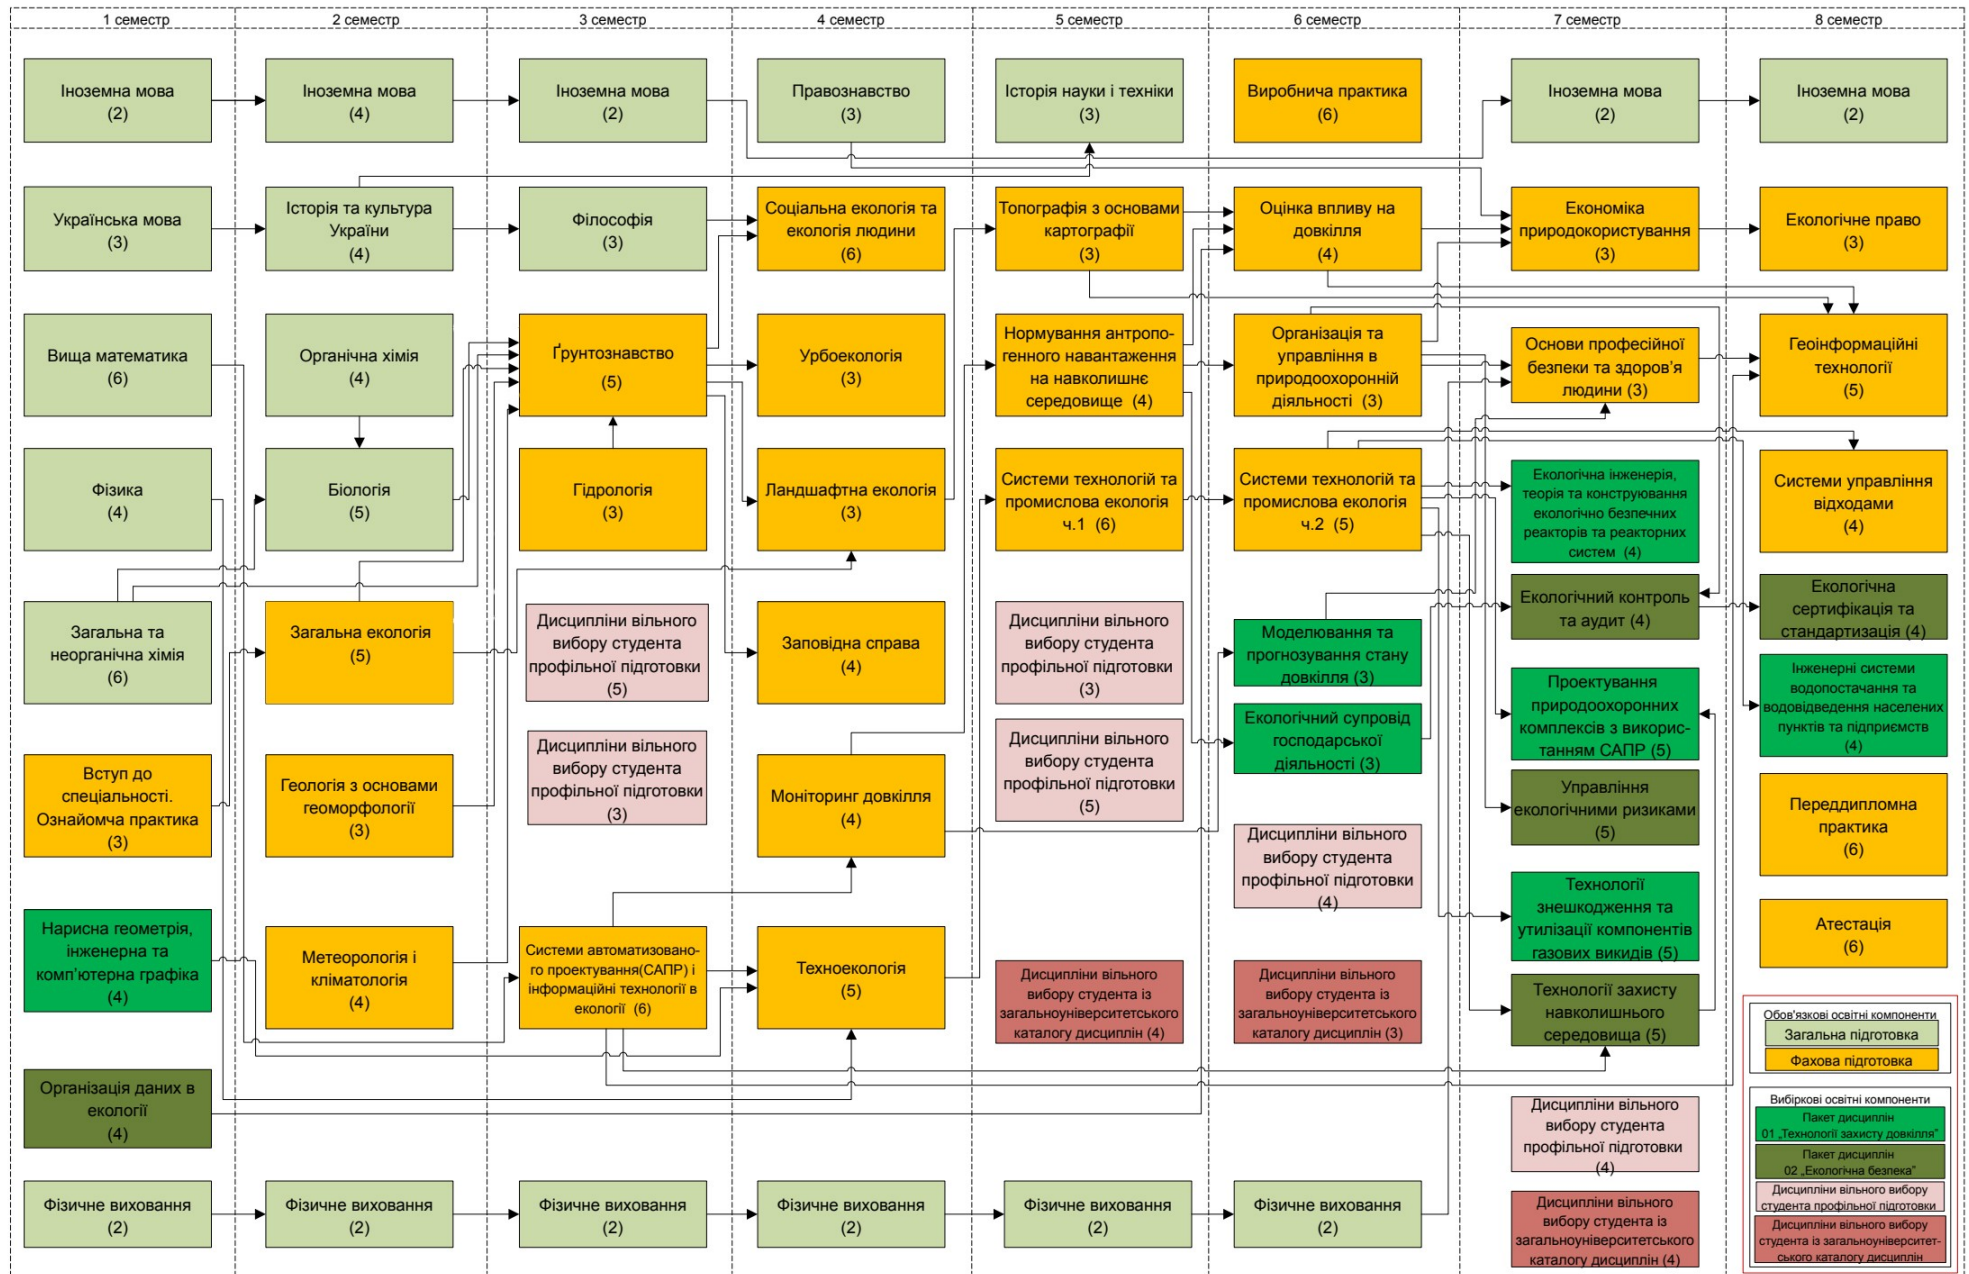 1 семестр
2 семестр
3 семестр
4 семестр
5 семестр
6 семестр
7 семестр
8 семестр
Іноземна мова
(2)
Українська мова
(3)
Вища математика
(6)
Фізика
(4)
Загальна та
неорганічна хімія
(6)
Вступ до
спеціальності.
Ознайомча практика
(3)
Нарисна геометрія,
інженерна та
комп'ютерна графіка
(4)
Організація даних в
екології
(4)
Фізичне виховання
(2)
Іноземна мова
(4)
Історія та культура
України
(4)
Органічна хімія
(4)
Біологія
(5)
Загальна екологія
(5)
Геологія з основами
геоморфології
(3)
Метеорологія і
кліматологія
(4)
Фізичне виховання
(2)
Іноземна мова
(2)
Філософія
(3)
Ґрунтознавство
(5)
Гідрологія
(3)
Дисципліни вільного
вибору студента
профільної підготовки
(5)
Дисципліни вільного
вибору студента
профільної підготовки
(3)
Системи автоматизовано-
го проектування(САПР) і
інформаційні технології в
екології (6)
Фізичне виховання
(2)
Правознавство
(3)
Соціальна екологія та
екологія людини
(6)
Урбоекологія
(3)
Ландшафтна екологія
(3)
Заповідна справа
(4)
Моніторинг довкілля
(4)
Техноекологія
(5)
Фізичне виховання
(2)
Історія науки і техніки
(3)
Топографія з основами
картографії
(3)
Нормування антропо-
генного навантаження
на навколишнє
середовище (4)
Системи технологій та
промислова екологія
ч.1 (6)
Дисципліни вільного
вибору студента
профільної підготовки
(3)
Дисципліни вільного
вибору студента
профільної підготовки
(5)
Дисципліни вільного
вибору студента із
загальноуніверситетського
каталогу дисциплін (4)
Фізичне виховання
(2)
Виробнича практика
(6)
Оцінка впливу на
довкілля
(4)
Організація та
управління в
природоохоронній
діяльності (3)
Системи технологій та
промислова екологія
ч.2 (5)
Моделювання та
прогнозування стану
довкілля (3)
Екологічний супровід
господарської
діяльності (3)
Дисципліни вільного
вибору студента
профільної підготовки
(4)
Дисципліни вільного
вибору студента із
загальноуніверситетського
каталогу дисциплін (3)
Фізичне виховання
(2)
Іноземна мова
(2)
Економіка
природокористування
(3)
Основи професійної
безпеки та здоров'я
людини (3)
Екологічна інженерія,
теорія та конструювання
екологічно безпечних
реакторів та реакторних
систем (4)
Екологічний контроль
та аудит (4)
Проектування
природоохоронних
комплексів з викорис-
танням САПР (5)
Управління
екологічними ризиками
(5)
Технології
знешкодження та
утилізації компонентів
газових викидів (5)
Технології захисту
навколишнього
середовища (5)
Дисципліни вільного
вибору студента
профільної підготовки
(4)
Дисципліни вільного
вибору студента із
загальноуніверситетського
каталогу дисциплін (4)
Іноземна мова
(2)
Екологічне право
(3)
Геоінформаційні
технології
(5)
Системи управління
відходами
(4)
Екологічна
сертифікація та
стандартизація (4)
Інженерні системи
водопостачання та
водовідведення населених
пунктів та підприємств
(4)
Переддипломна
практика
(6)
Атестація
(6)
Обов'язкові освітні компоненти
Загальна підготовка
Фахова підготовка
Вибіркові освітні компоненти
Пакет дисциплін
01 „Технології захисту довкілля"
Пакет дисциплін
02 „Екологічна безпека"
Дисципліни вільного вибору
студента профільної підготовки
Дисципліни вільного вибору
студента із загальноуніверситет-
ського каталогу дисциплін